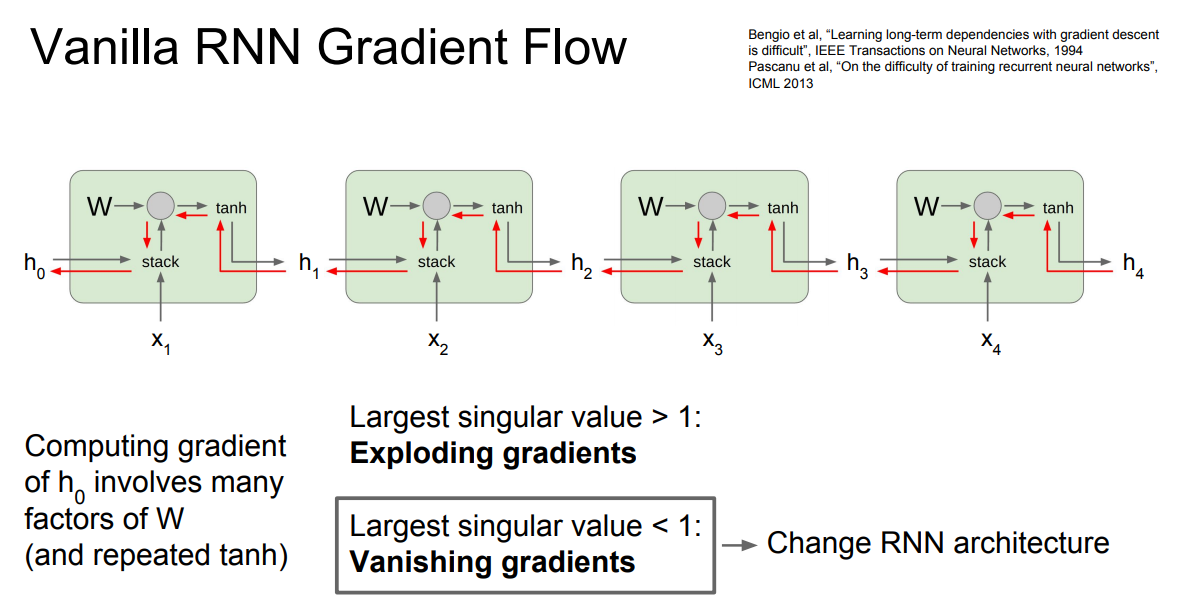 Vanilla RNN Gradient Flow
Bengio et al, “Learning long-term dependencies with gradient descent
is difficult”, IEEE Transactions on Neural Networks, 1994
Pascanu et al, “On the difficulty of training recurrent neural networks”,
ICML 2013
W tanh W tanh W tanh W tanh
h0 stack h1 stack h2 stack h3 stack h4
x1 x2 x3 x4
Computing gradient
of h0 involves many
factors of W
(and repeated tanh)
Largest singular value > 1:
Exploding gradients
Largest singular value < 1:
Vanishing gradients
Change RNN architecture